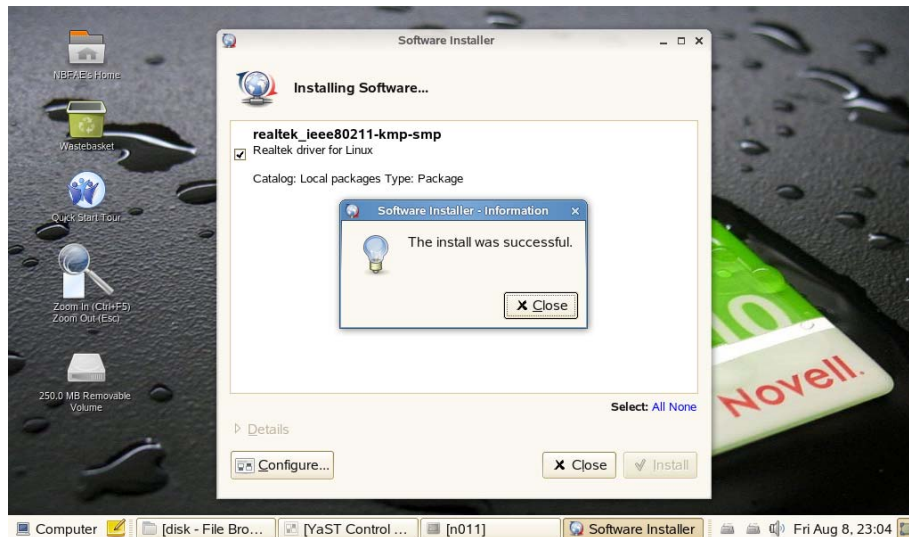 Software Installer
NBFAE's Home
Installing Software...
realtek_ieee80211-kmp-smp
Realtek driver for Linux
Wastebasket
Catalog: Local packages Type: Package
Software Installer - Information
Quick Start Tour
The install was successful.
Zoom In (Ctrl+F5)
Zoom Out (Esc)
Close
10
250.0 MB Removable
Volume
Novell.
Select: All None
Details
Configure...
Close
Install
Computer
[disk - File Bro...
[YaST Control ...
[n011]
Software Installer
Fri Aug 8, 23:04